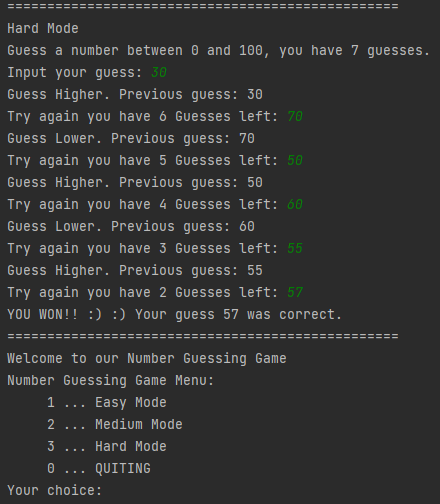 =================================================
Hard Mode
Guess a number between 0 and 100, you have 7 guesses.
Input your guess: 30
Guess Higher. Previous guess: 30
Try again you have 6 Guesses left: 70
Guess Lower. Previous guess: 70
Try again you have 5 Guesses left: 50
Guess Higher. Previous guess: 50
Try again you have 4 Guesses left: 60
Guess Lower. Previous guess: 60
Try again you have 3 Guesses left: 55
Guess Higher. Previous guess: 55
Try again you have 2 Guesses left: 57
YOU WON!! :) :) Your guess 57 was correct.
=================================================
Welcome to our Number Guessing Game
Number Guessing Game Menu:
     1 ... Easy Mode
     2 ... Medium Mode
     3 ... Hard Mode
     0 ... QUITING
Your choice: